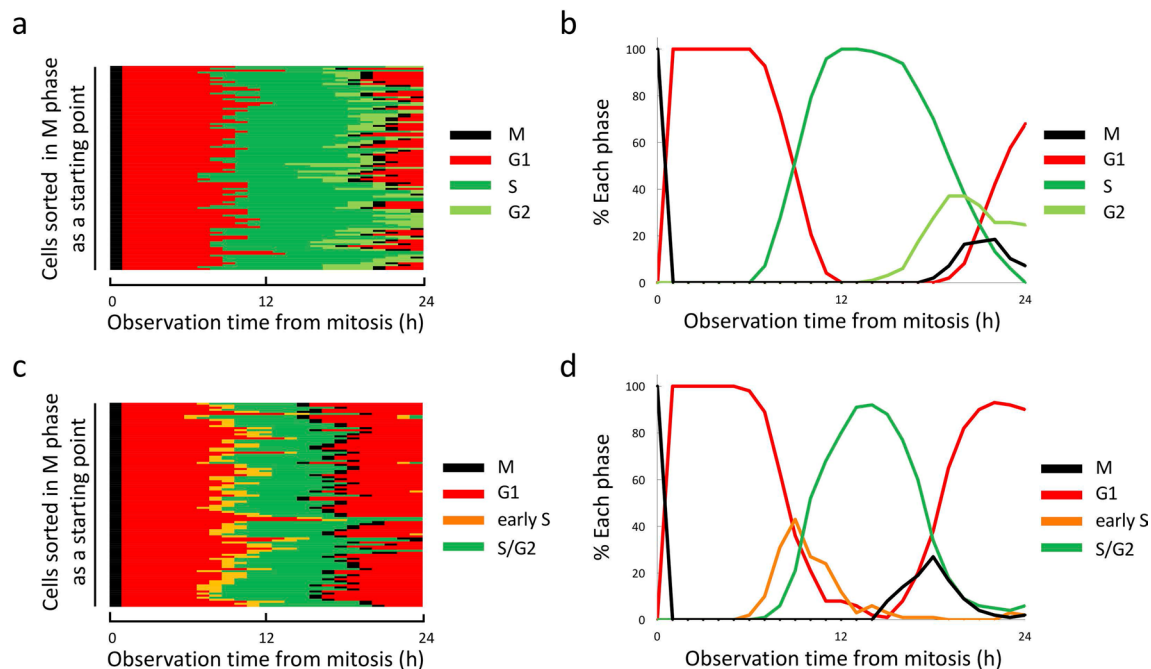 a
Cells sorted in M phase
as a starting point
M
G1
S
G2
0
12
24
Observation time from mitosis (h)
b
% Each phase
100
80
60
40
20
0
0
12
24
M
G1
S
G2
Observation time from mitosis (h)
c
Cells sorted in M phase
as a starting point
M
G1
early S
S/G2
0
12
24
Observation time from mitosis (h)
d
% Each phase
100
80
60
40
20
0
0
12
24
M
G1
early S
S/G2
Observation time from mitosis (h)